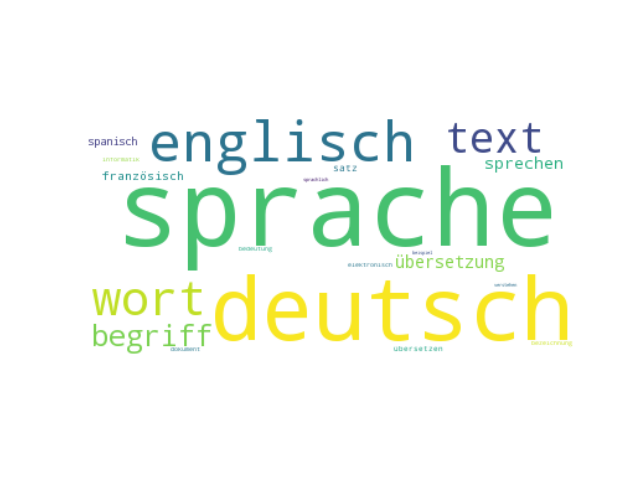 englisch
text
spanisch
sprechen
informatik
satz
französisch
sprachlich
sprache
bedeutung
beispiel
elektronisch
übersetzung
verstehen
wort
deutsch
begriff
bezeichnung
dokument
übersetzen